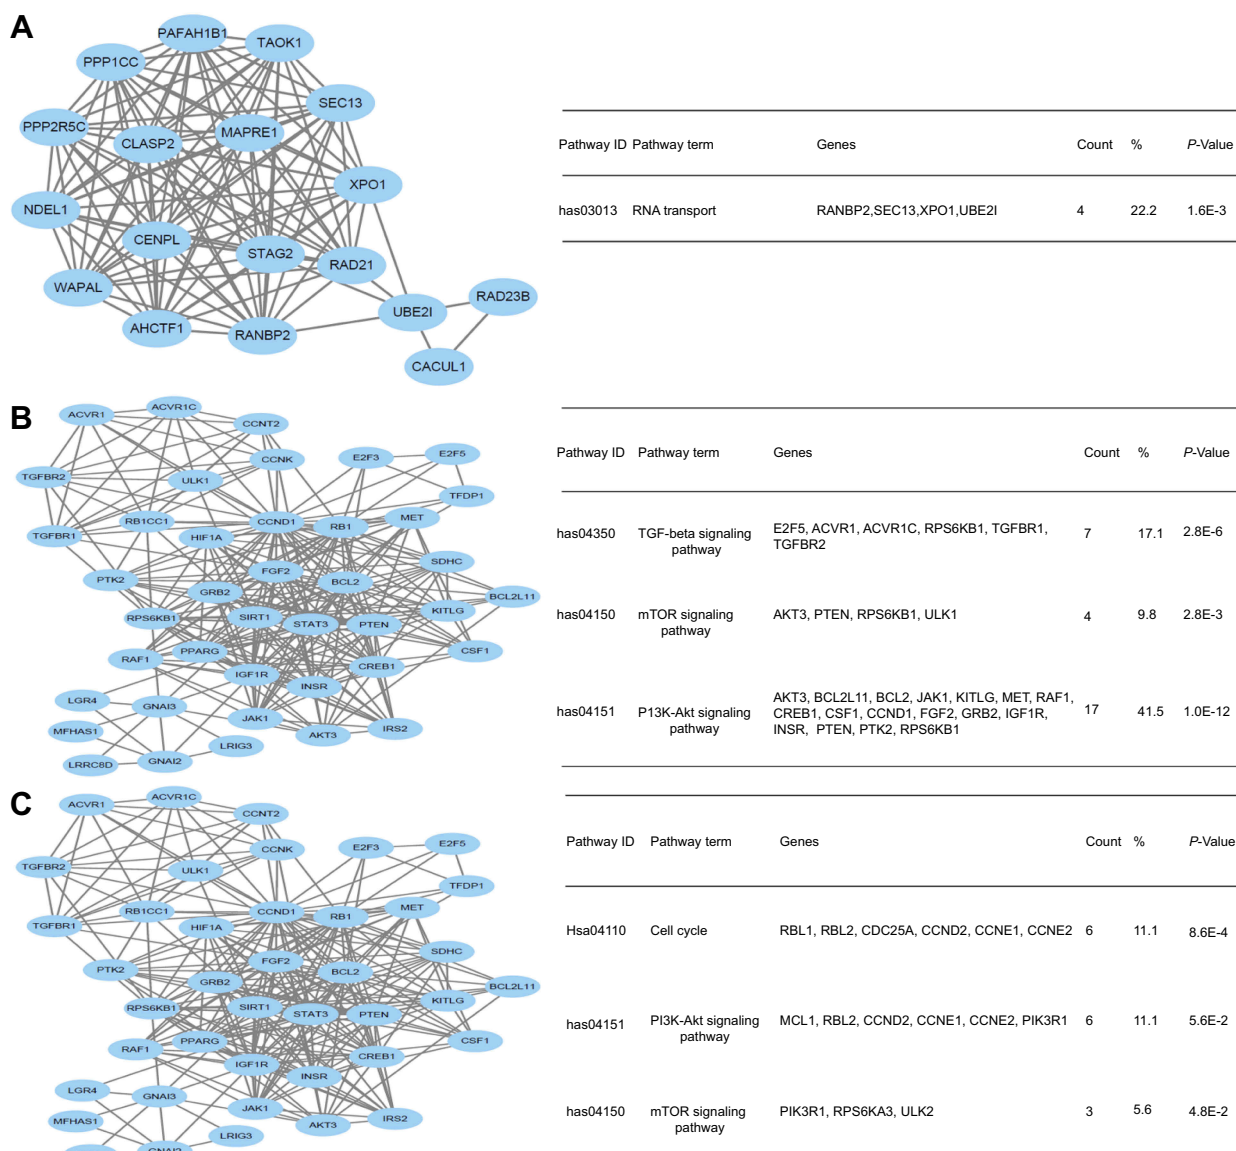 A
PAFAH1B1
TAOK1
PPP1CC
SEC13
PPP2R5C
CLASP2
MAPRE1
XPO1
NDEL1
CENPL
STAG2
RAD21
WAPAL
AHCTF1
RANBP2
UBE2I
RAD23B
CACUL1
Pathway ID Pathway term Genes Count % P-Value
has03013 RNA transport RANBP2,SEC13,XPO1,UBE2I 4 22.2 1.6E-3
B
ACVR1
ACVR1C
CCNT2
TGFBR2
ULK1
CCNK
E2F3
E2F5
TFDP1
TGFBR1
RB1CC1
HIF1A
CCND1
RB1
MET
SDHC
PTK2
GRB2
FGF2
BCL2
BCL2L11
RPS6KB1
SIRT1
STAT3
PTEN
KITLG
CSF1
RAF1
PPARG
IGF1R
INSR
CREB1
LGR4
GNAI3
JAK1
AKT3
IRS2
MFHAS1
LRIG3
LRRC8D
GNAI2
Pathway ID Pathway term Genes Count % P-Value
has04350 TGF-beta signaling E2F5, ACVR1, ACVR1C, RPS6KB1, TGFBR1, 7 17.1 2.8E-6
pathway TGFBR2
has04150 mTOR signaling AKT3, PTEN, RPS6KB1, ULK1 4 9.8 2.8E-3
pathway
AKT3, BCL2L11, BCL2, JAK1, KITLG, MET, RAF1,
has04151 P13K-Akt signaling CREB1, CSF1, CCND1, FGF2, GRB2, IGF1R, 17 41.5 1.0E-12
pathway INSR, PTEN, PTK2, RPS6KB1
C
ACVR1
ACVR1C
CCNT2
TGFBR2
ULK1
CCNK
E2F3
E2F5
TFDP1
TGFBR1
RB1CC1
HIF1A
CCND1
RB1
MET
SDHC
PTK2
GRB2
FGF2
BCL2
BCL2L11
RPS6KB1
SIRT1
STAT3
PTEN
KITLG
CSF1
RAF1
PPARG
IGF1R
INSR
CREB1
LGR4
GNAI3
JAK1
AKT3
IRS2
MFHAS1
LRIG3
Pathway ID Pathway term Genes Count % P-Value
Hsa04110 Cell cycle RBL1, RBL2, CDC25A, CCND2, CCNE1, CCNE2 6 11.1 8.6E-4
has04151 PI3K-Akt signaling MCL1, RBL2, CCND2, CCNE1, CCNE2, PIK3R1 6 11.1 5.6E-2
pathway
has04150 mTOR signaling PIK3R1, RPS6KA3, ULK2 3 5.6 4.8E-2
pathway